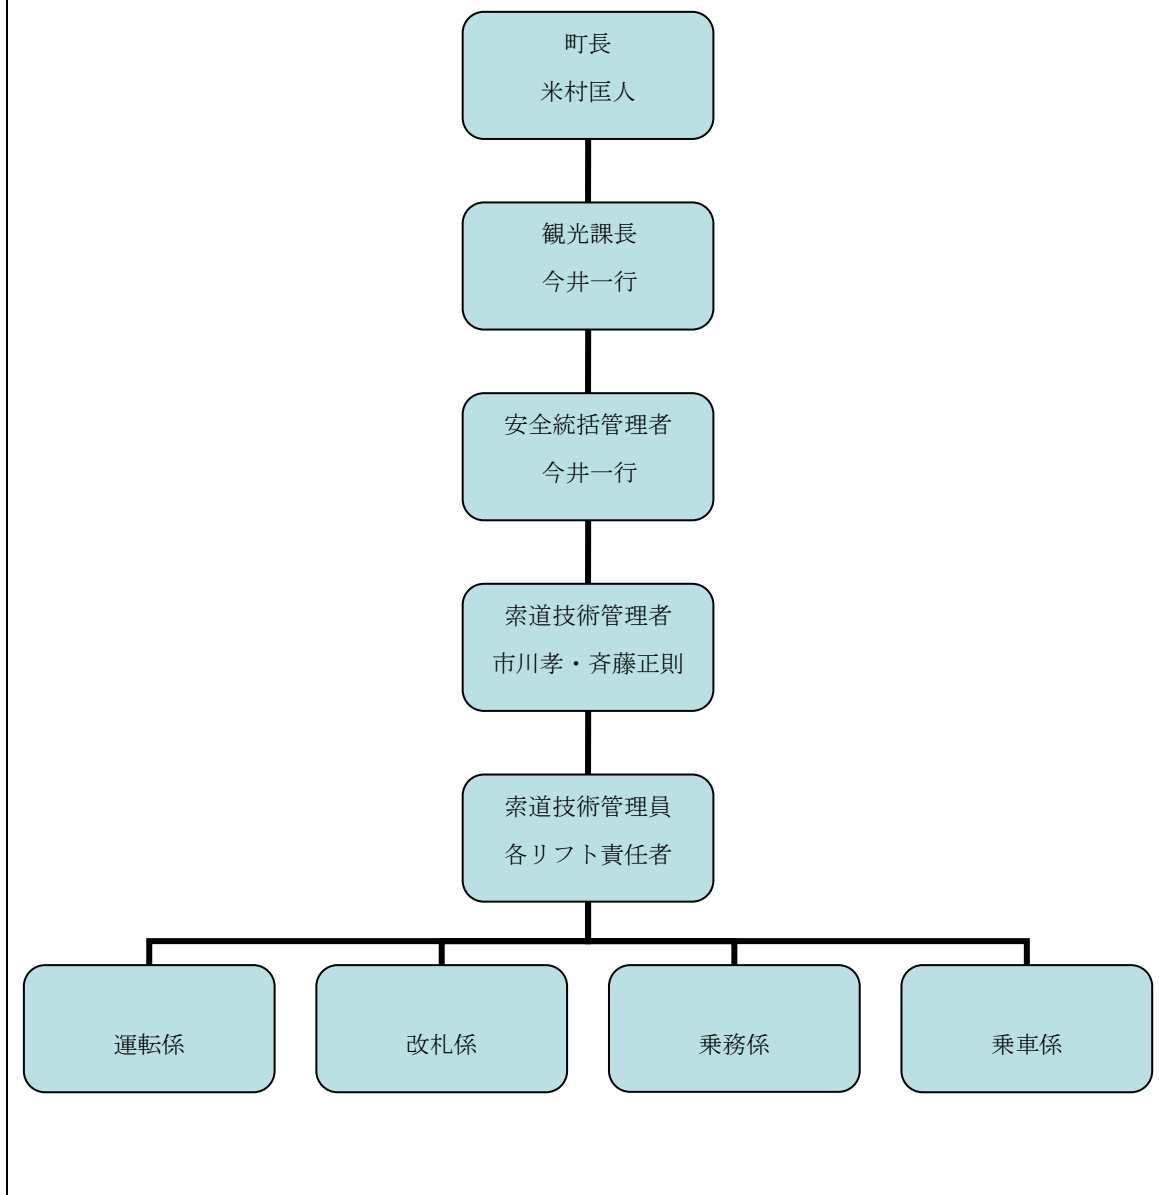 町長
米村匡人
観光課長
今井一行
安全統括管理者
今井一行
索道技術管理者
市川孝・斉藤正則
索道技術管理員
各リフト責任者
運転係
改札係
乗務係
乗車係